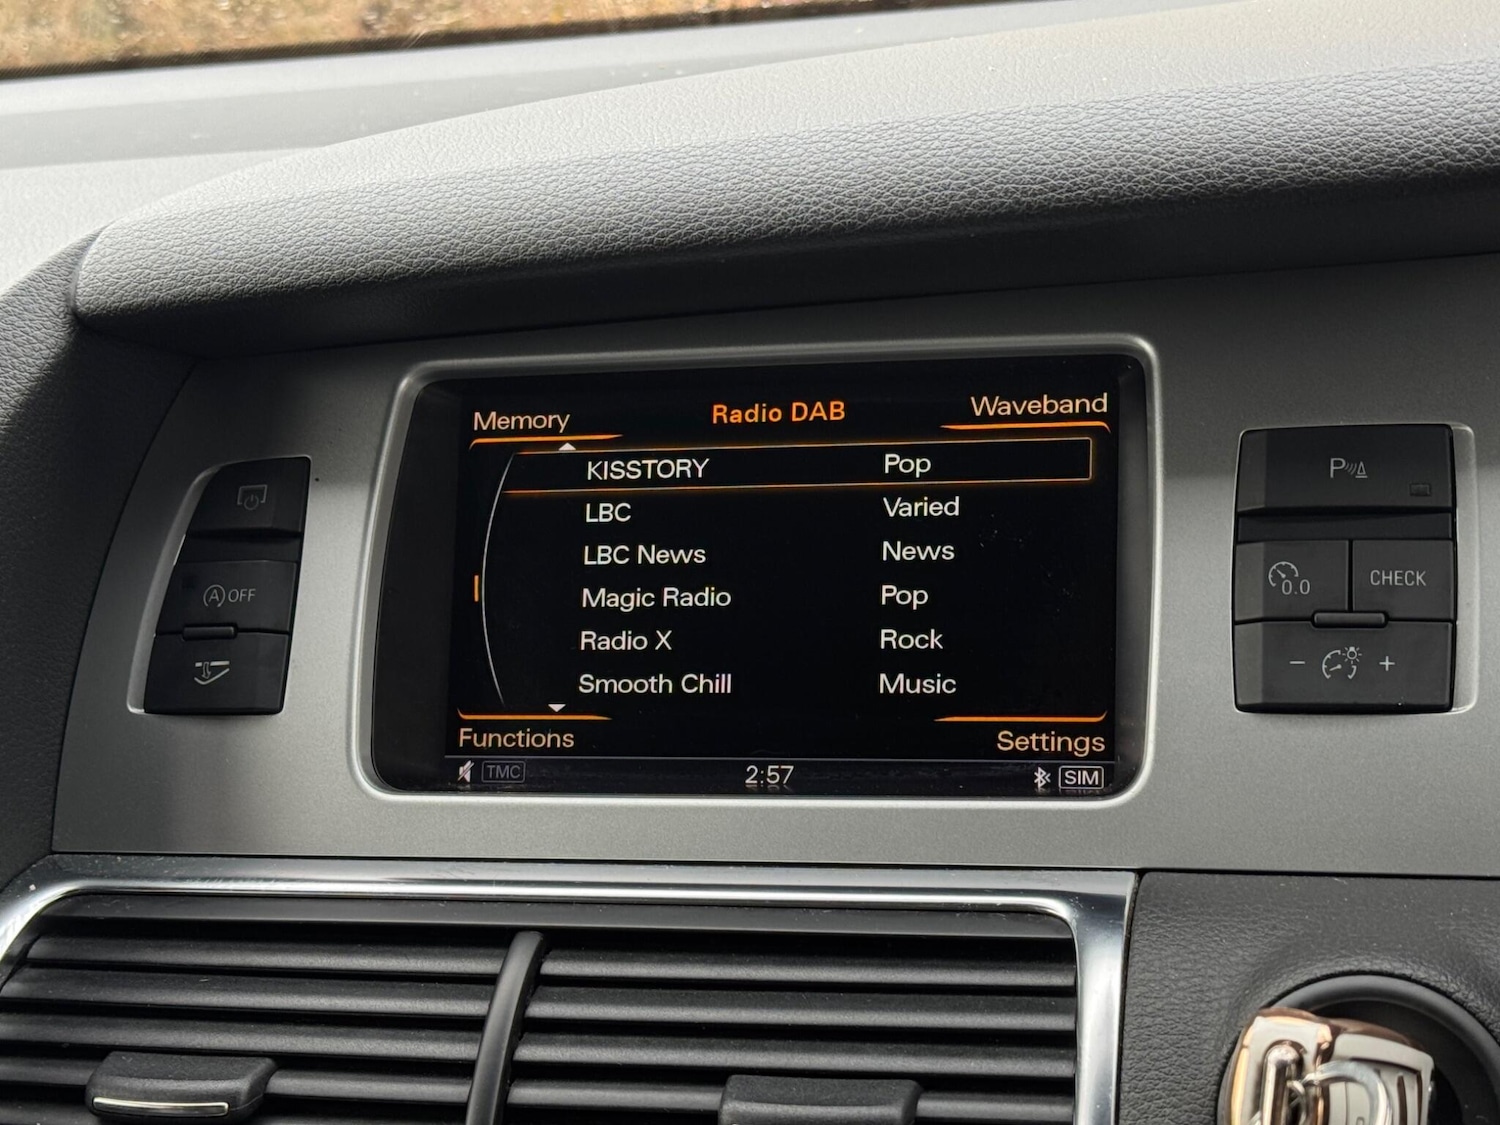 Memory Radio DAB Waveband
KISSTORY Pop
LBC Varied
LBC News News
Magic Radio Pop
Radio X Rock
Smooth Chill Music
Functions Settings
TMC 2:57 SIM
A OFF
P
0.0 CHECK
- +